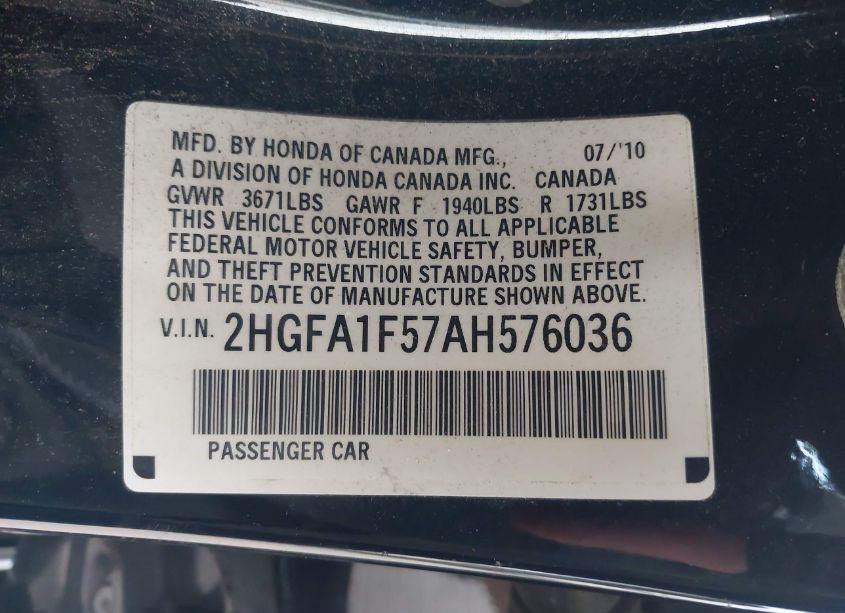 MFD. BY HONDA OF CANADA MFG., 07/'10
A DIVISION OF HONDA CANADA INC. CANADA
GVWR 3671LBS GAWR F 1940LBS R 1731LBS
THIS VEHICLE CONFORMS TO ALL APPLICABLE
FEDERAL MOTOR VEHICLE SAFETY, BUMPER,
AND THEFT PREVENTION STANDARDS IN EFFECT
ON THE DATE OF MANUFACTURE SHOWN ABOVE.
V.I.N. 2HGFA1F57AH576036
PASSENGER CAR